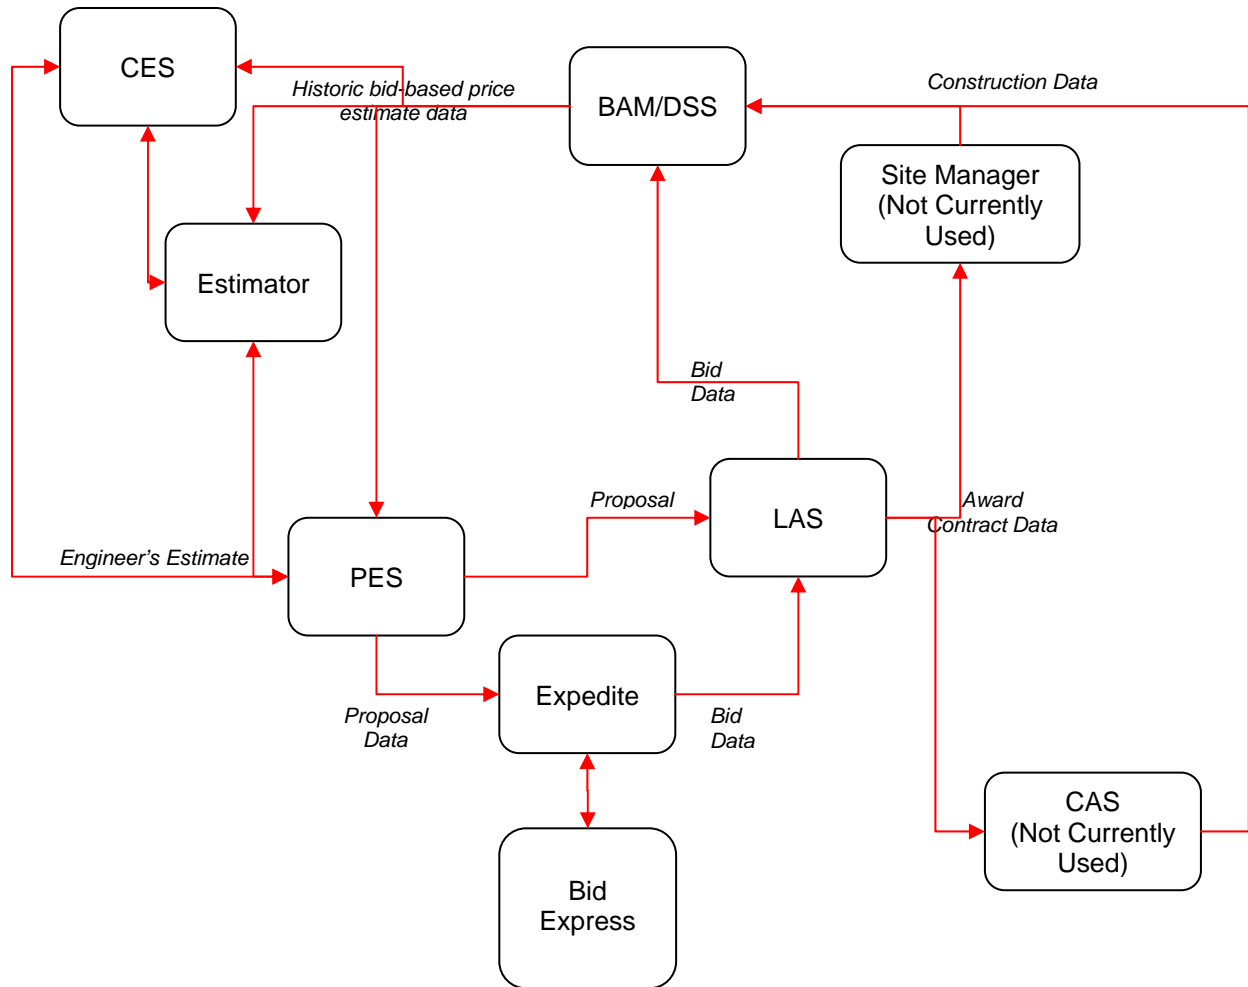 CES
Historic bid-based price
estimate data
BAM/DSS
Construction Data
Site Manager
(Not Currently
Used)
Estimator
Bid
Data
Engineer’s Estimate
PES
Proposal
LAS
Award
Contract Data
Proposal
Data
Expedite
Bid
Data
Bid
Express
CAS
(Not Currently
Used)